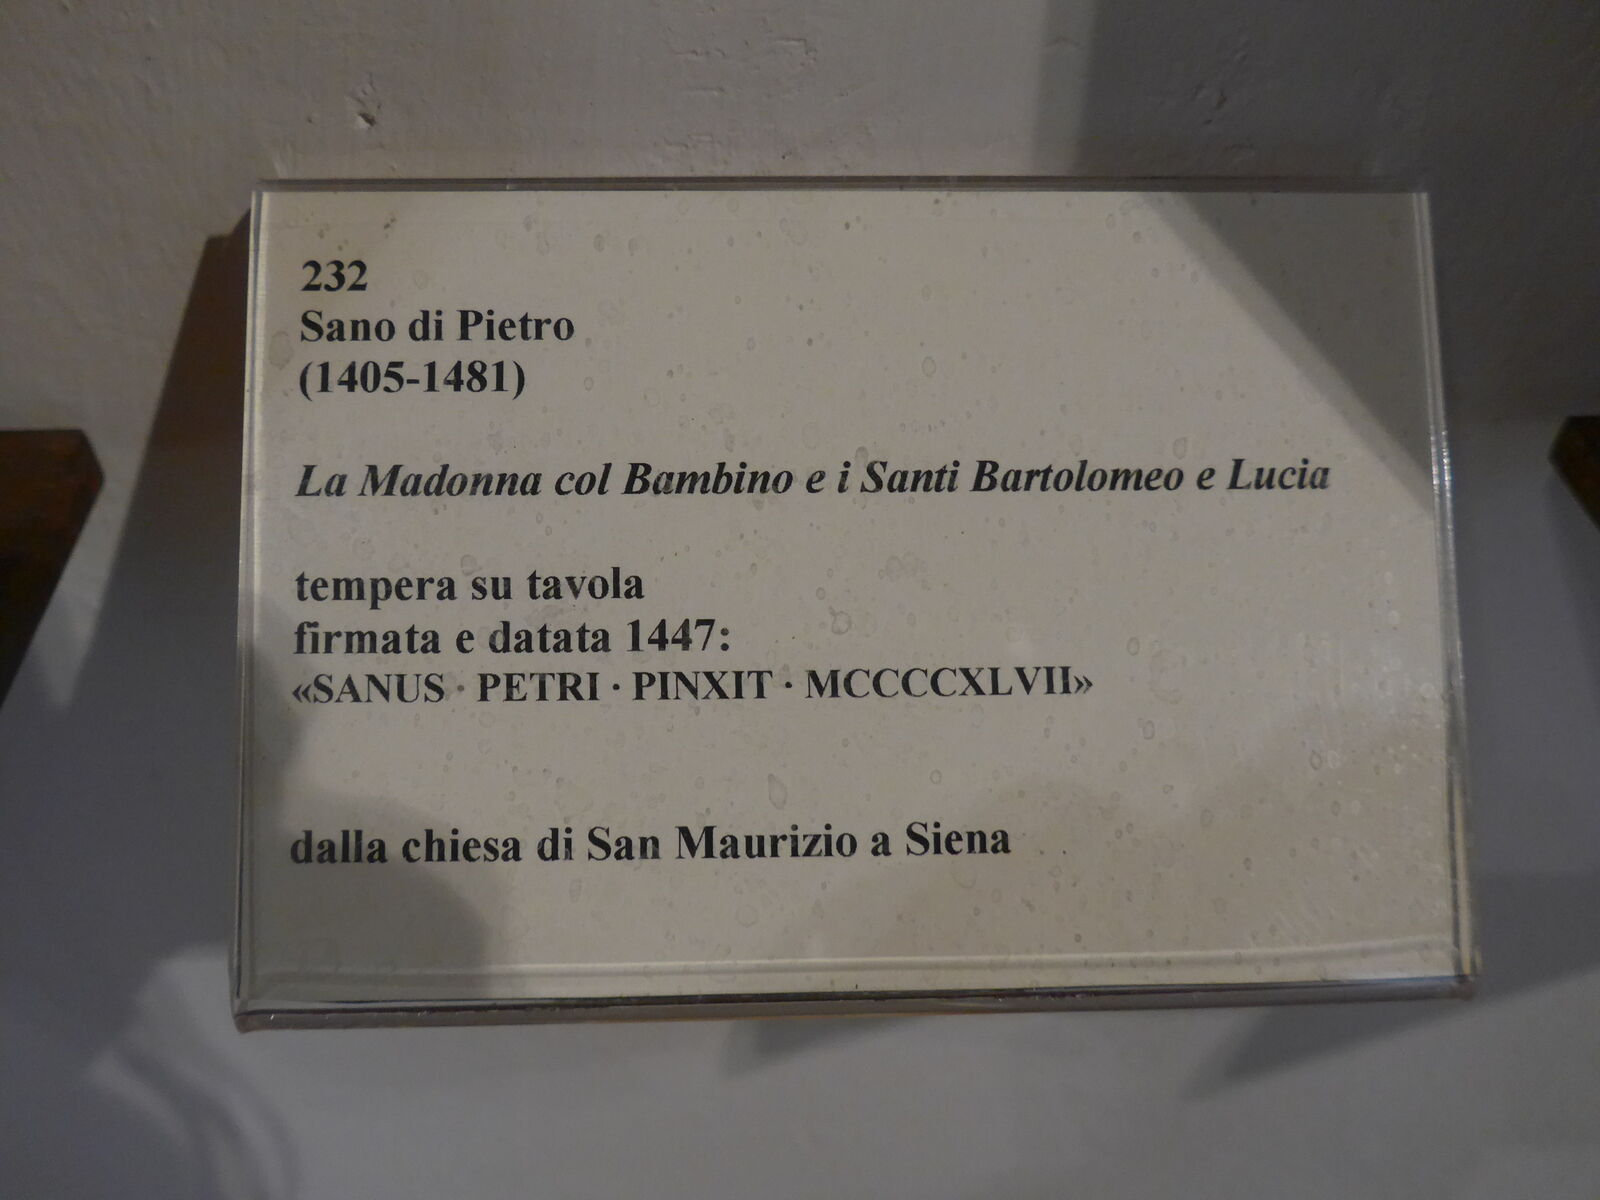 232
Sano di Pietro
(1405-1481)
La Madonna col Bambino e i Santi Bartolomeo e Lucia
tempera su tavola
firmata e datata 1447:
«SANUS · PETRI · PINXIT · MCCCCXLVII»
dalla chiesa di San Maurizio a Siena